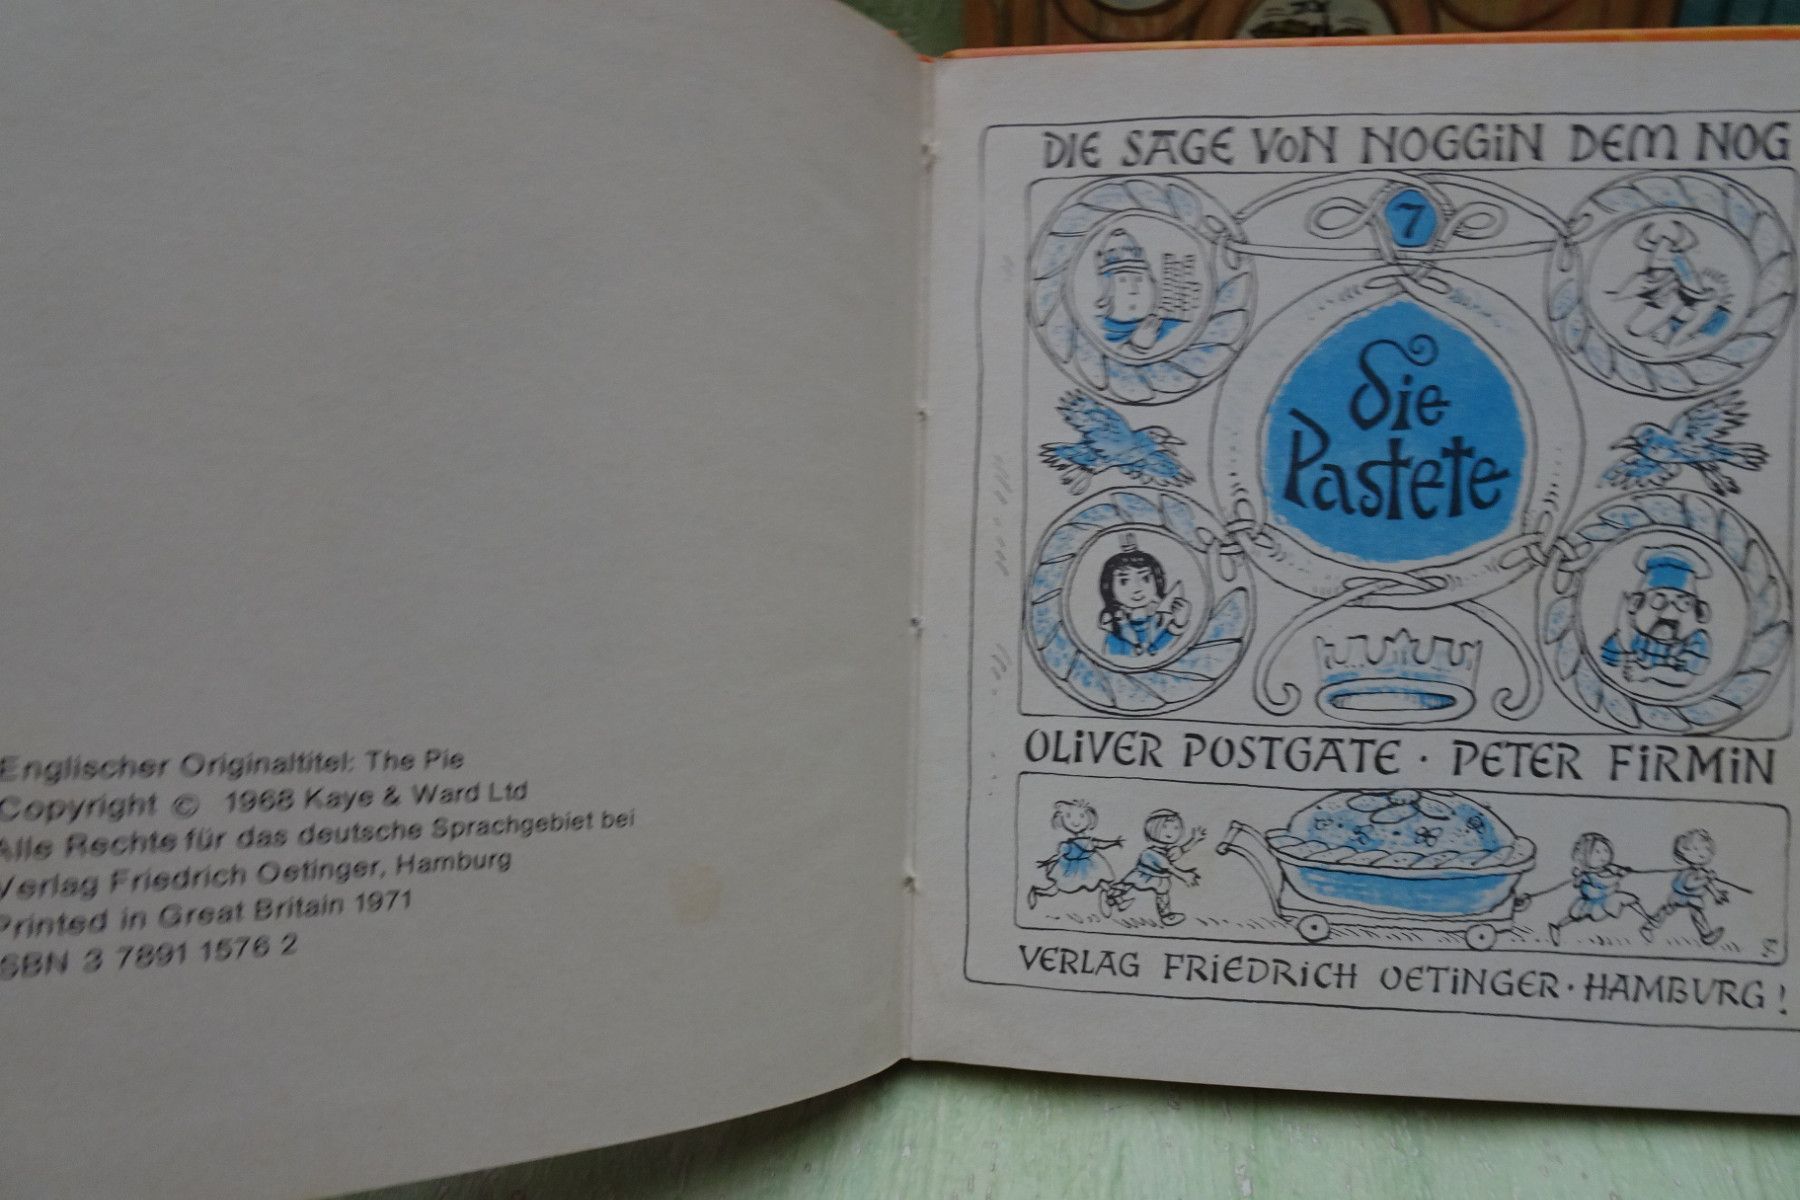 Englischer Originaltitel: The Pie
Copyright © 1968 Kaye & Ward Ltd
Alle Rechte für das deutsche Sprachgebiet bei
Verlag Friedrich Oetinger, Hamburg
Printed in Great Britain 1971
ISBN 3 7891 1576 2
DIE SAGE VON NOGGIN DEM NOG
7
Die
Pastete
OLIVER POSTGATE · PETER FIRMIN
VERLAG FRIEDRICH OETINGER · HAMBURG!